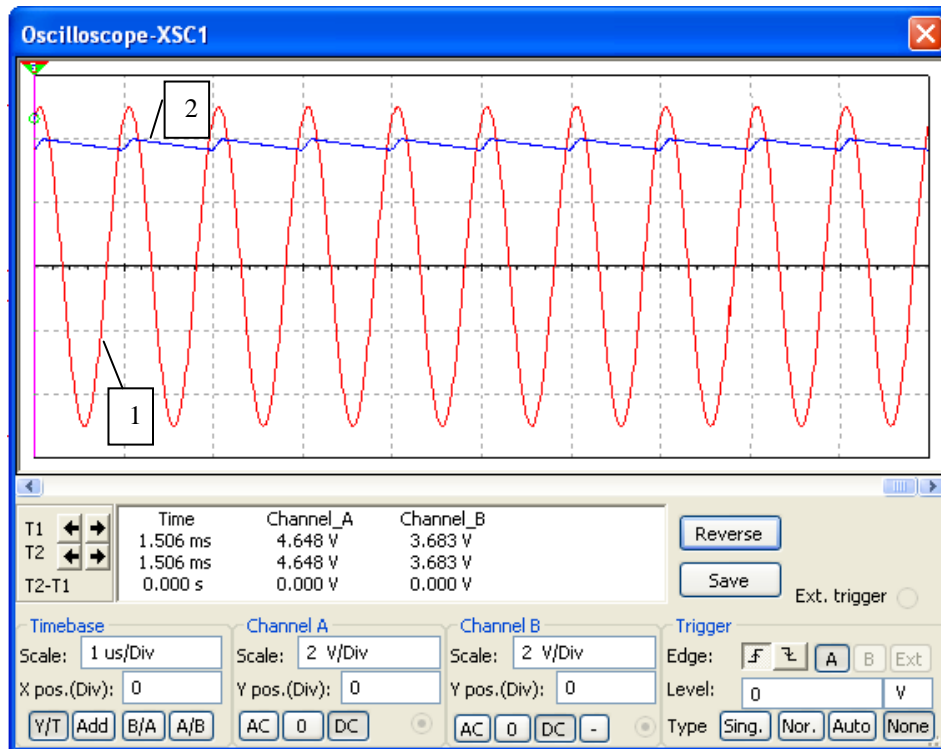 Oscilloscope-XSC1
2
1
Time Channel_A Channel_B
T1 1.506 ms 4.648 V 3.683 V
T2 1.506 ms 4.648 V 3.683 V
T2-T1 0.000 s 0.000 V 0.000 V
Reverse
Save
Ext. trigger
Timebase
Scale: 1 us/Div
X pos.(Div): 0
Y/T Add B/A A/B
Channel A
Scale: 2 V/Div
Y pos.(Div): 0
AC 0 DC
Channel B
Scale: 2 V/Div
Y pos.(Div): 0
AC 0 DC -
Trigger
Edge: A B Ext
Level: 0 V
Type Sing. Nor. Auto None